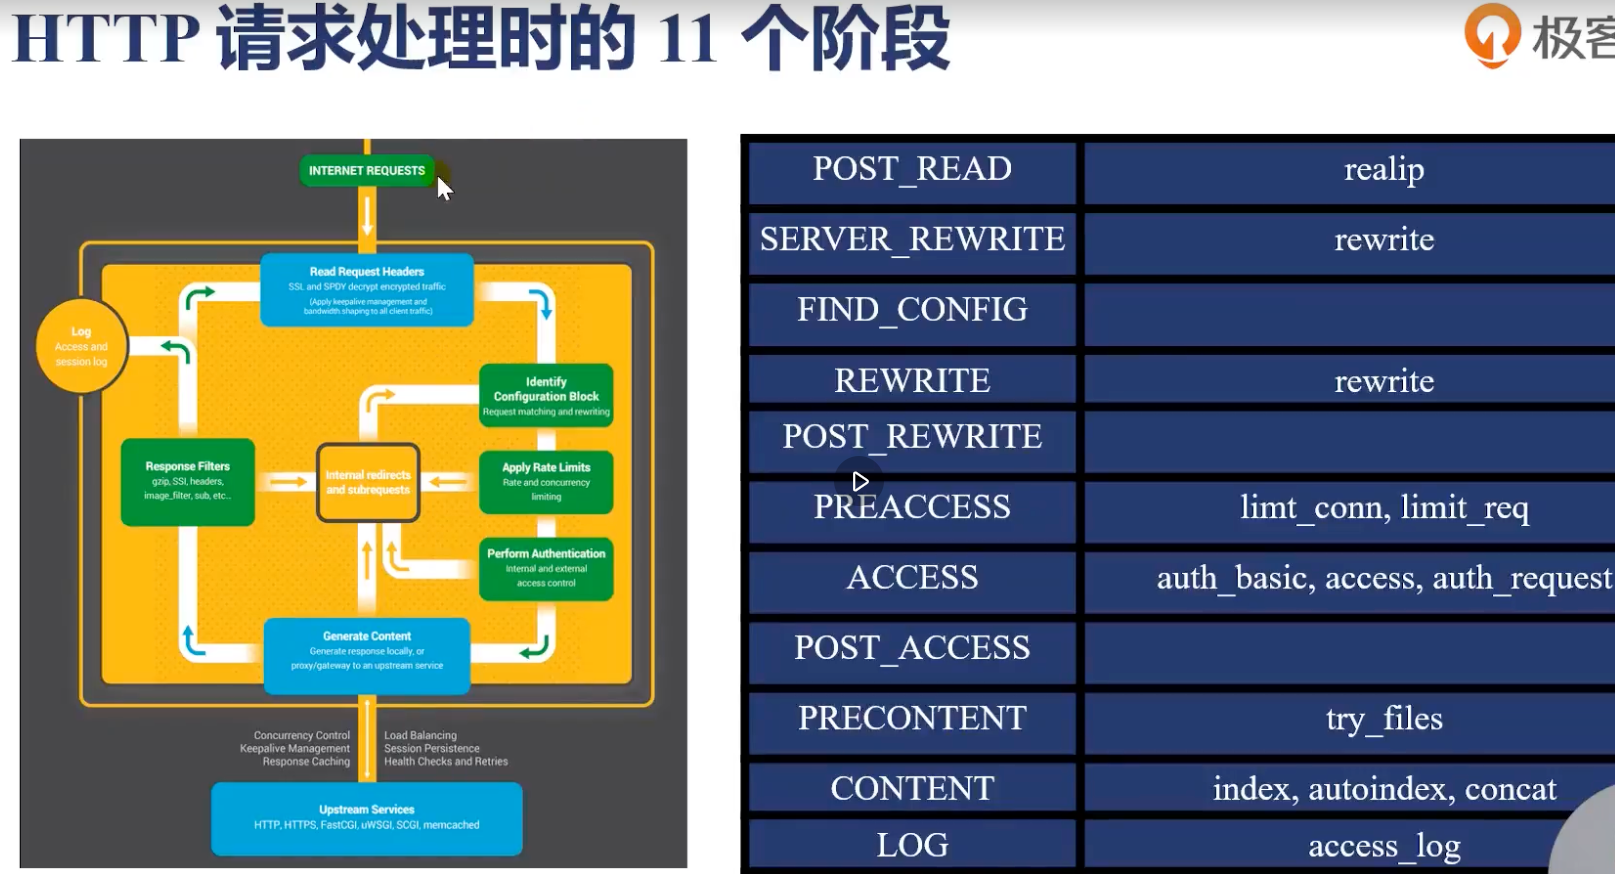 HTTP 请求处理时的 11 个阶段
极客
INTERNET REQUESTS
Read Request Headers
SSL and SPDY decrypt encrypted traffic
(Apply keepalive management and
bandwidth shaping to all client traffic)
Log
Access and
session log
Identify
Configuration Block
Request matching and rewriting
Response Filters
gzip, SSI, headers,
image_filter, sub, etc...
Internal redirects
and subrequests
Apply Rate Limits
Rate and concurrency
limiting
Perform Authentication
Internal and external
access control
Generate Content
Generate response locally, or
proxy/gateway to an upstream service
Concurrency Control
Keepalive Management
Response Caching
Load Balancing
Session Persistence
Health Checks and Retries
Upstream Services
HTTP, HTTPS, FastCGI, uWSGI, SCGI, memcached
POST_READ realip
SERVER_REWRITE rewrite
FIND_CONFIG
REWRITE rewrite
POST_REWRITE
PREACCESS limt_conn, limit_req
ACCESS auth_basic, access, auth_request
POST_ACCESS
PRECONTENT try_files
CONTENT index, autoindex, concat
LOG access_log